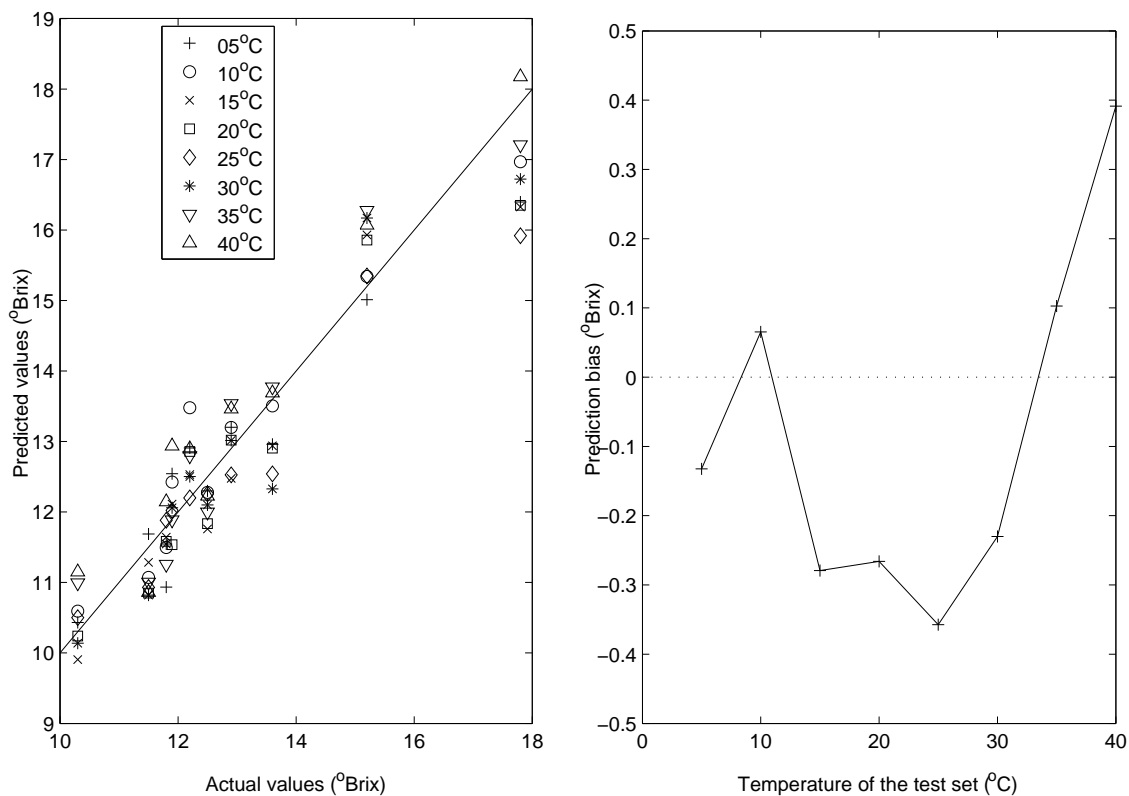 19
18
17
16
15
14
13
12
11
10
9
10
12
14
16
18
Predicted values (°Brix)
Actual values (°Brix)
05°C
10°C
15°C
20°C
25°C
30°C
35°C
40°C
0.5
0.4
0.3
0.2
0.1
0
−0.1
−0.2
−0.3
−0.4
−0.5
0
10
20
30
40
Prediction bias (°Brix)
Temperature of the test set (°C)